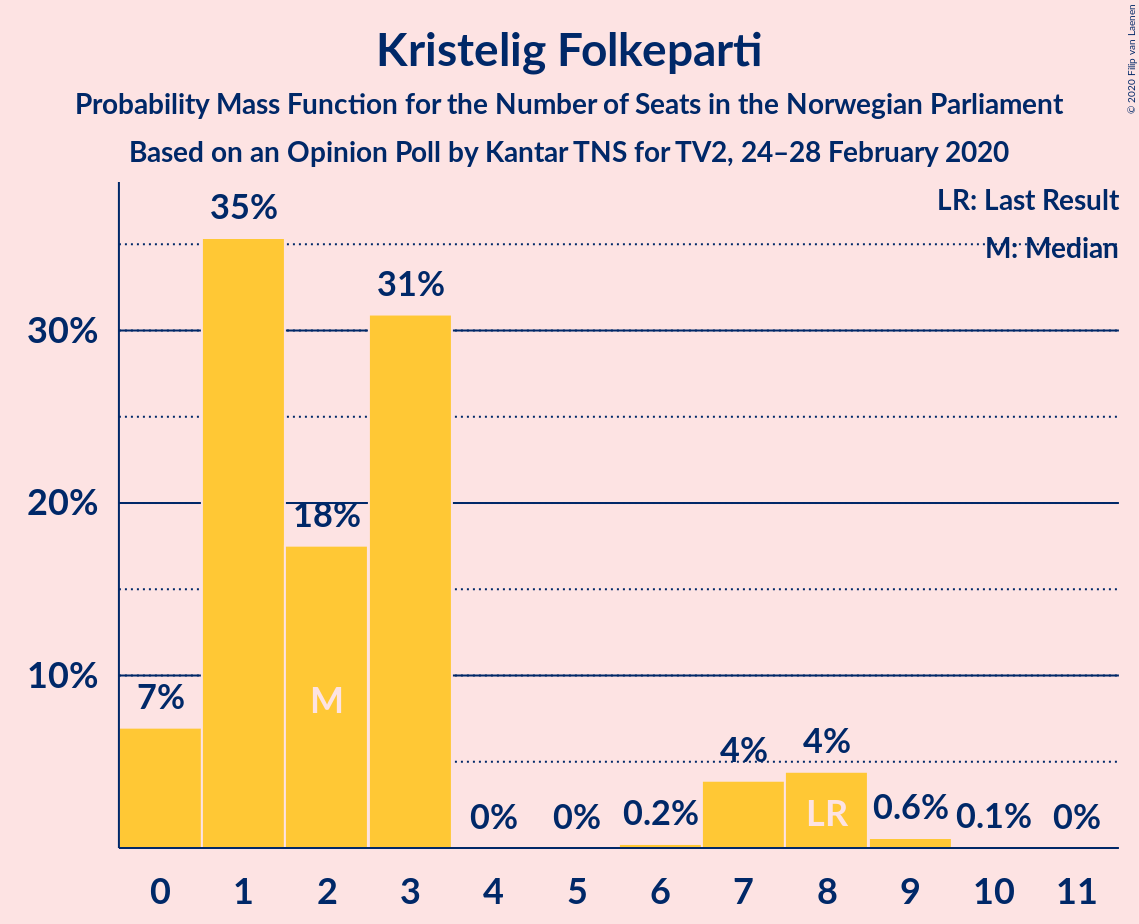 Kristelig Folkeparti
Probability Mass Function for the Number of Seats in the Norwegian Parliament
Based on an Opinion Poll by Kantar TNS for TV2, 24–28 February 2020
© 2020 Filip van Laenen
LR: Last Result
M: Median
35%
31%
30%
20%
18%
10%
7%
M
4%
4%
LR
0%
0%
0.2%
0.6%
0.1%
0%
0 1 2 3 4 5 6 7 8 9 10 11